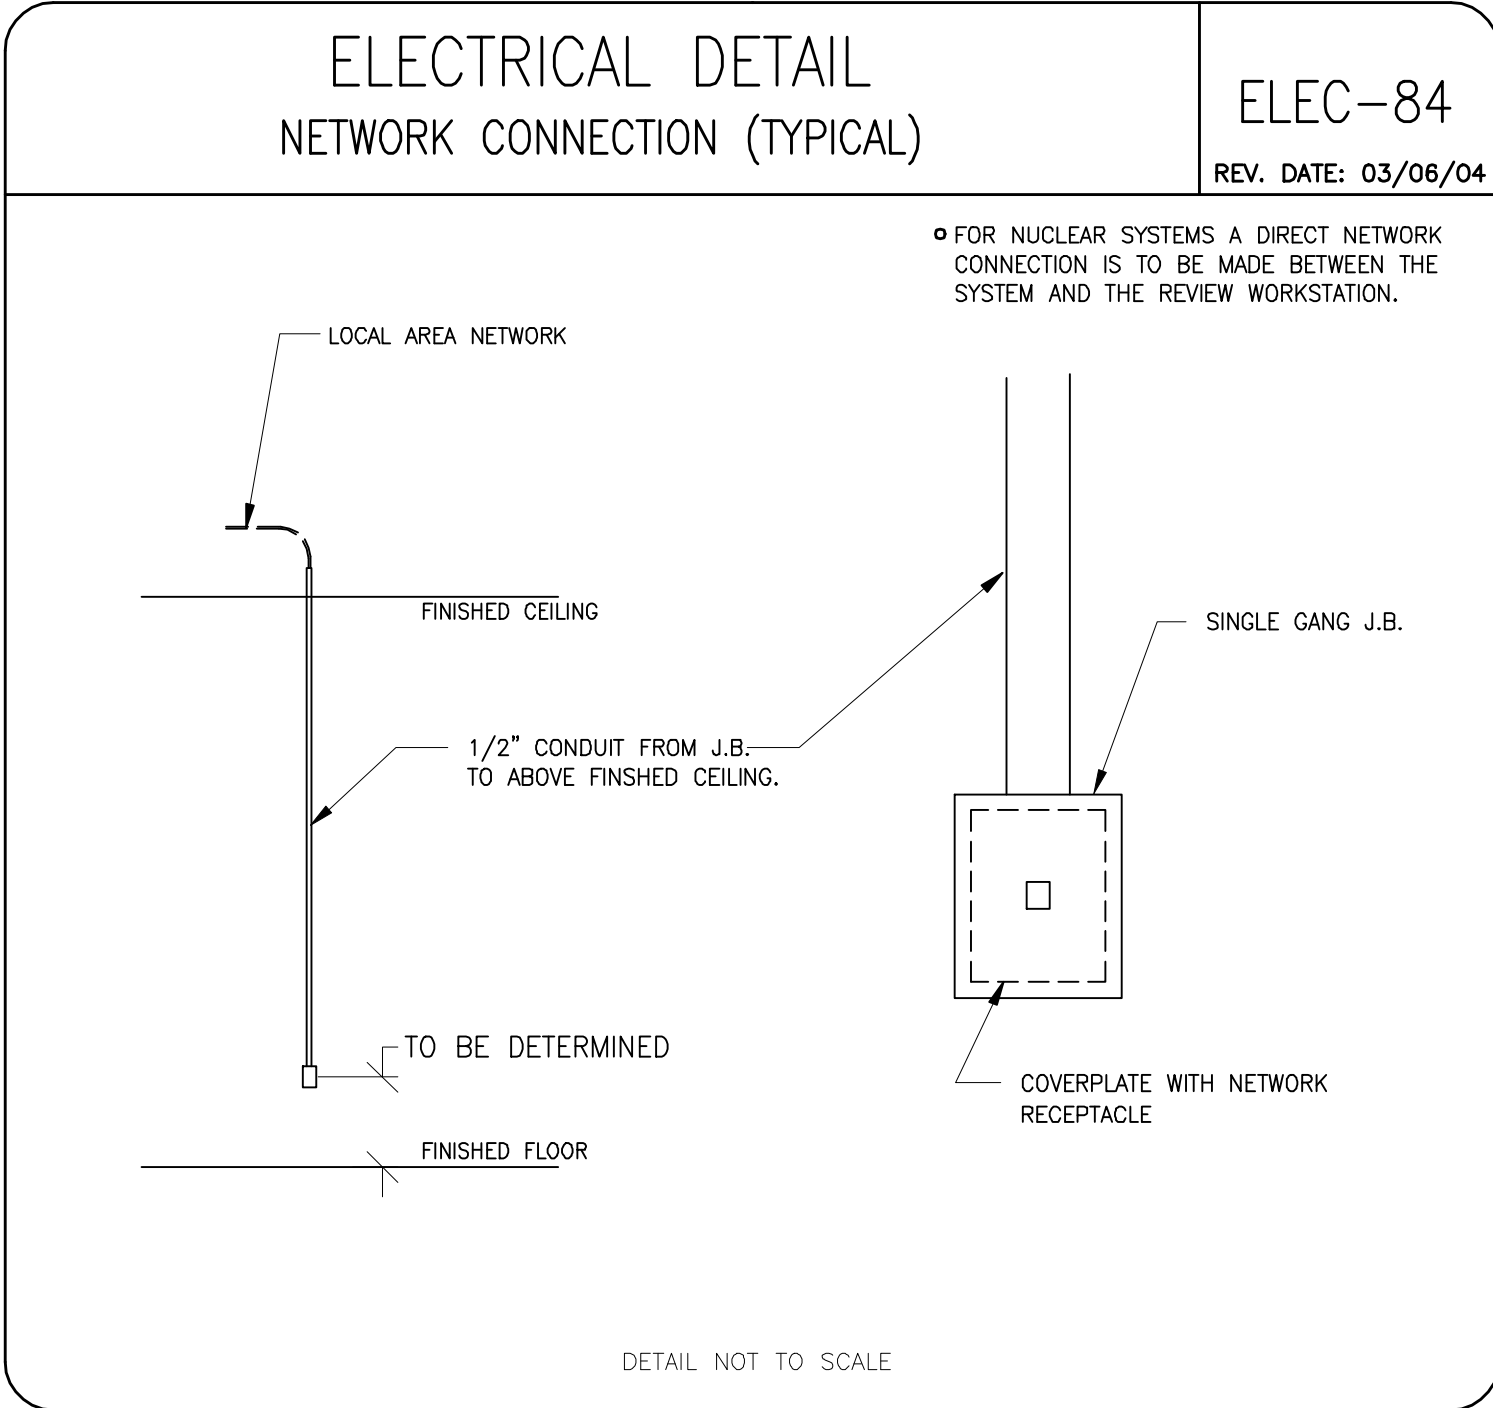 ELECTRICAL DETAIL
NETWORK CONNECTION (TYPICAL)
ELEC-84
REV. DATE: 03/06/04
FOR NUCLEAR SYSTEMS A DIRECT NETWORK
CONNECTION IS TO BE MADE BETWEEN THE
SYSTEM AND THE REVIEW WORKSTATION.
LOCAL AREA NETWORK
FINISHED CEILING
SINGLE GANG J.B.
1/2" CONDUIT FROM J.B.
TO ABOVE FINSHED CEILING.
TO BE DETERMINED
COVERPLATE WITH NETWORK
RECEPTACLE
FINISHED FLOOR
DETAIL NOT TO SCALE